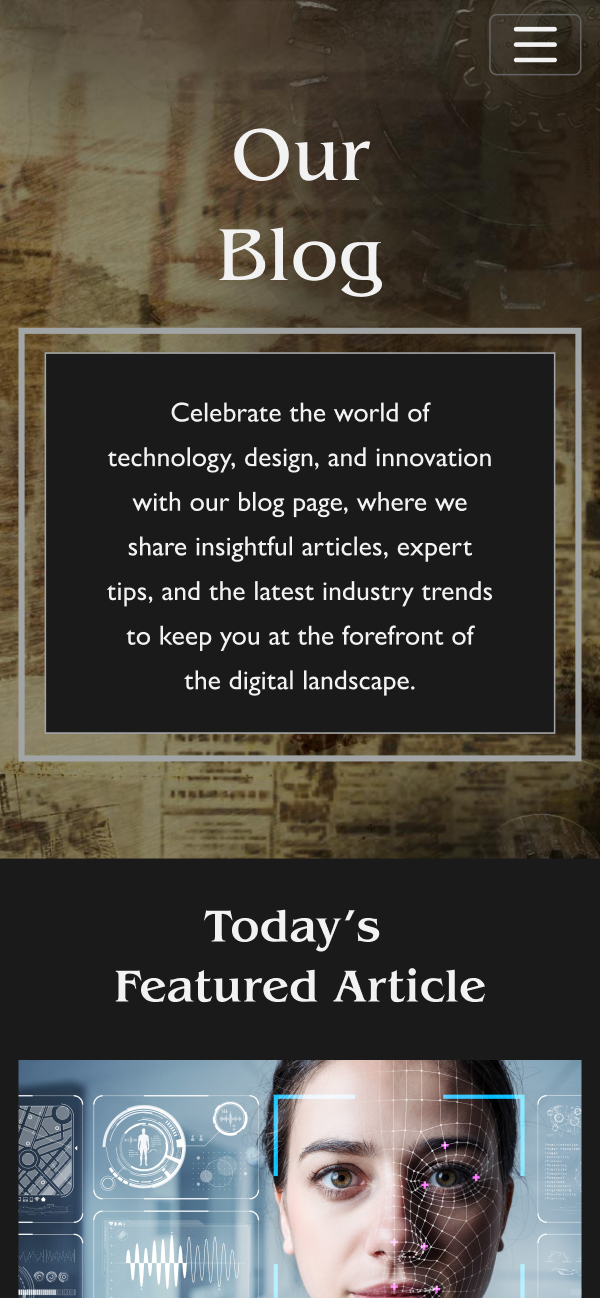 Our
Blog
Celebrate the world of
technology, design, and innovation
with our blog page, where we
share insightful articles, expert
tips, and the latest industry trends
to keep you at the forefront of
the digital landscape.
Today’s
Featured Article